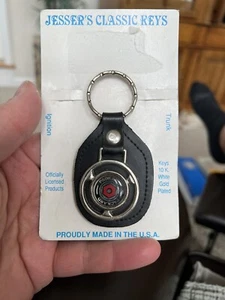 JESSER'S CLASSIC KEYS
Ignition
Trunk
Officially
Licensed
Products
Keys
10 K.
White
Gold
Plated
PROUDLY MADE IN THE U.S.A.